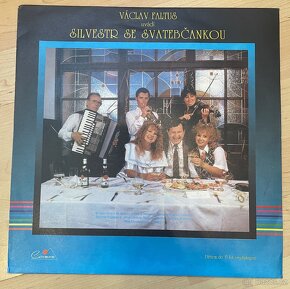 VÁCLAV FALTUS
uvádí
SILVESTR SE SVATEBČANKOU